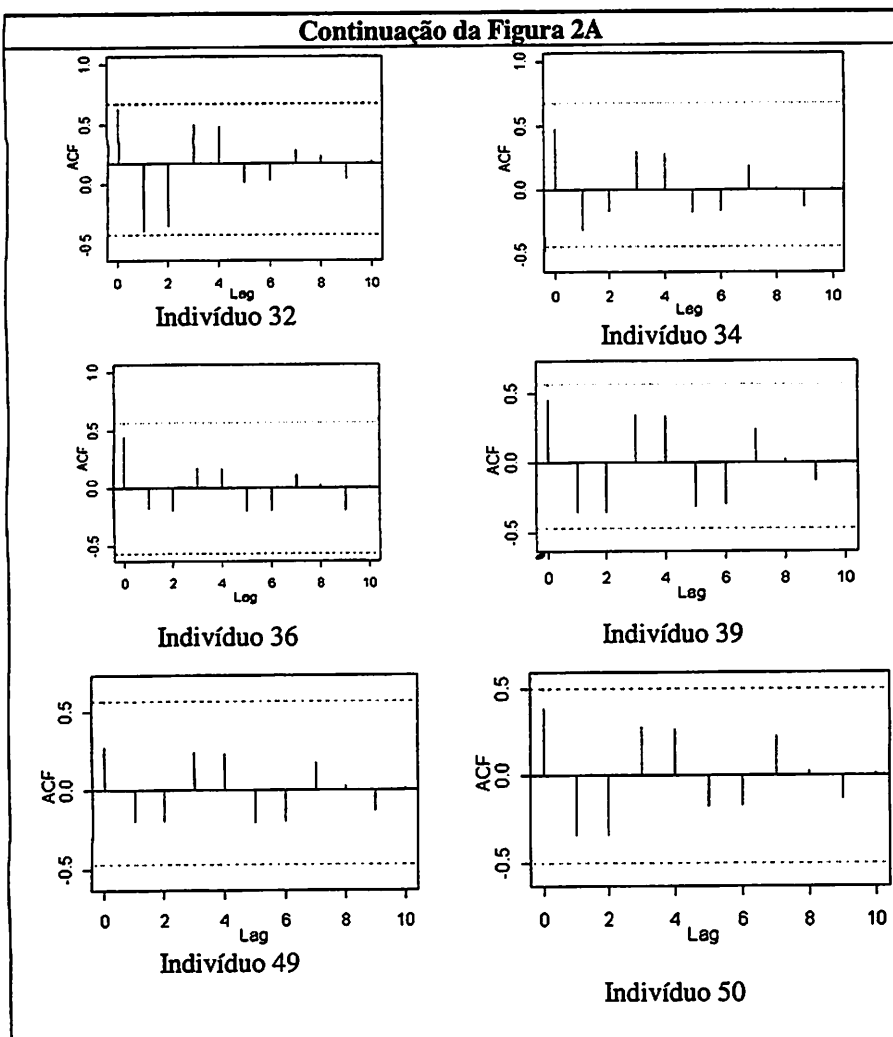 Continuação da Figura 2A
1.0
0.5
0.0
-0.5
ACF
0 2 4 6 8 10
Lag
Indivíduo 32
1.0
0.5
0.0
-0.5
ACF
0 2 4 6 8 10
Lag
Indivíduo 34
1.0
0.5
0.0
-0.5
ACF
0 2 4 6 8 10
Lag
Indivíduo 36
0.5
0.0
-0.5
ACF
0 2 4 6 8 10
Lag
Indivíduo 39
0.5
0.0
-0.5
ACF
0 2 4 6 8 10
Lag
Indivíduo 49
0.5
0.0
-0.5
ACF
0 2 4 6 8 10
Lag
Indivíduo 50